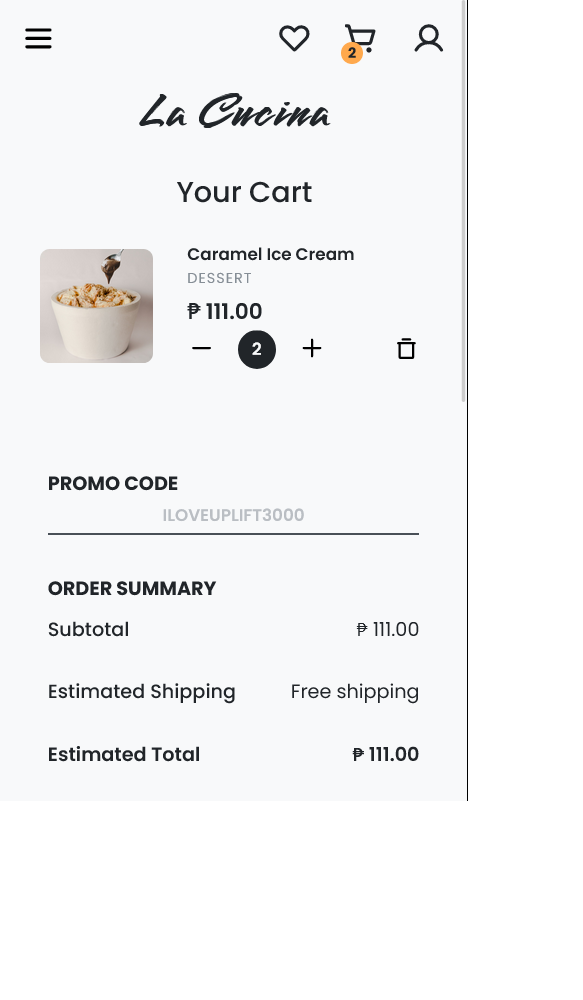 2
La Cucina
Your Cart
Caramel Ice Cream
DESSERT
₱ 111.00
2
PROMO CODE
ILOVEUPLIFT3000
ORDER SUMMARY
Subtotal ₱ 111.00
Estimated Shipping Free shipping
Estimated Total ₱ 111.00